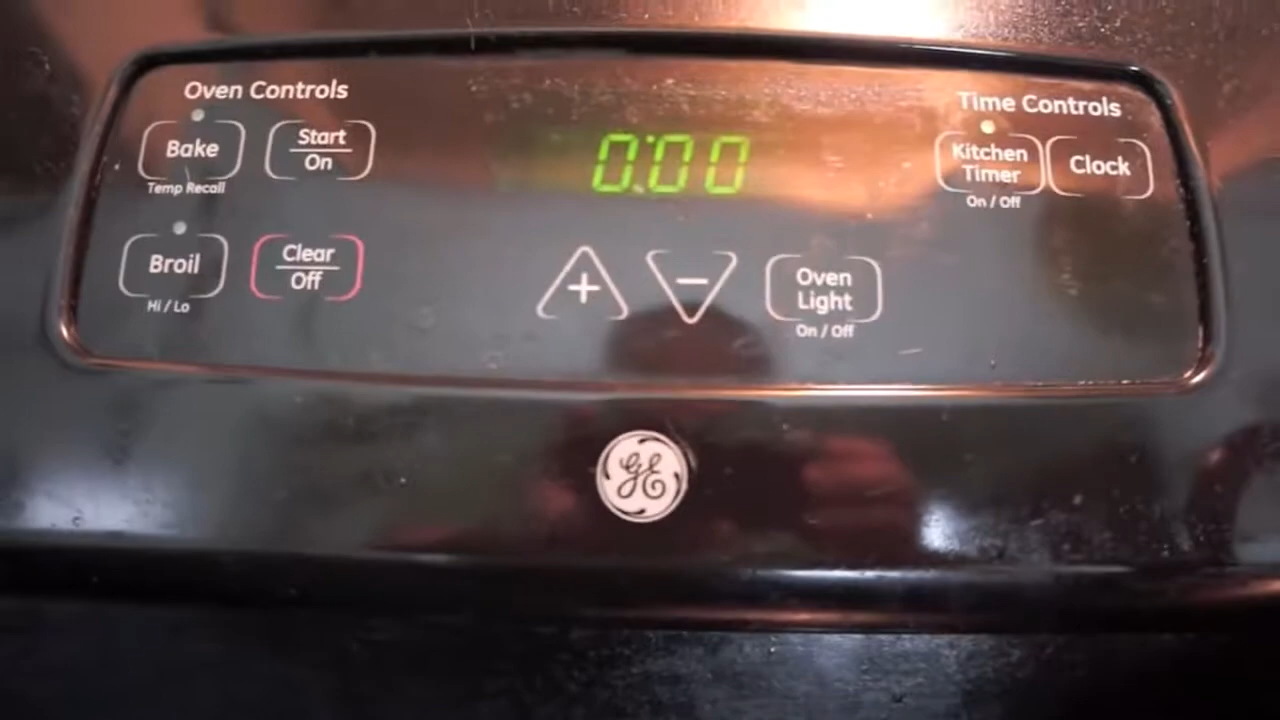 Oven Controls
Bake
Temp Recall
Start
On
Broil
Hi / Lo
Clear
Off
0:00
+
−
Oven
Light
On / Off
Time Controls
Kitchen
Timer
On / Off
Clock
GE